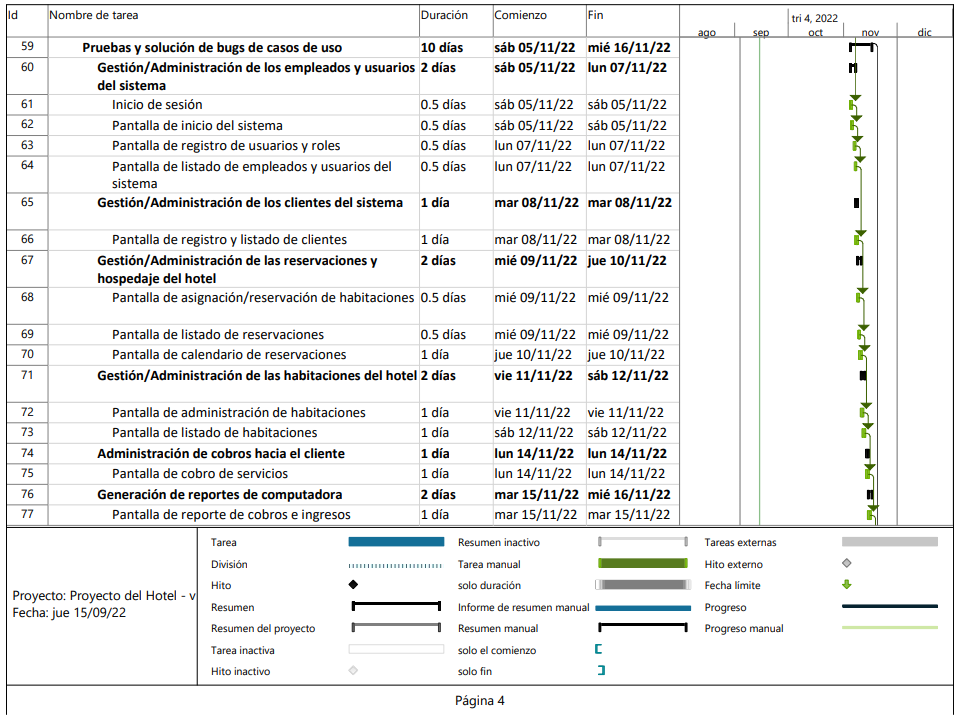 Id Nombre de tarea Duración Comienzo Fin
tri 4, 2022
ago sep oct nov dic
59 Pruebas y solución de bugs de casos de uso 10 días sáb 05/11/22 mié 16/11/22
60 Gestión/Administración de los empleados y usuarios 2 días sáb 05/11/22 lun 07/11/22
del sistema
61 Inicio de sesión 0.5 días sáb 05/11/22 sáb 05/11/22
62 Pantalla de inicio del sistema 0.5 días sáb 05/11/22 sáb 05/11/22
63 Pantalla de registro de usuarios y roles 0.5 días lun 07/11/22 lun 07/11/22
64 Pantalla de listado de empleados y usuarios del 0.5 días lun 07/11/22 lun 07/11/22
sistema
65 Gestión/Administración de los clientes del sistema 1 día mar 08/11/22 mar 08/11/22
66 Pantalla de registro y listado de clientes 1 día mar 08/11/22 mar 08/11/22
67 Gestión/Administración de las reservaciones y 2 días mié 09/11/22 jue 10/11/22
hospedaje del hotel
68 Pantalla de asignación/reservación de habitaciones 0.5 días mié 09/11/22 mié 09/11/22
69 Pantalla de listado de reservaciones 0.5 días mié 09/11/22 mié 09/11/22
70 Pantalla de calendario de reservaciones 1 día jue 10/11/22 jue 10/11/22
71 Gestión/Administración de las habitaciones del hotel 2 días vie 11/11/22 sáb 12/11/22
72 Pantalla de administración de habitaciones 1 día vie 11/11/22 vie 11/11/22
73 Pantalla de listado de habitaciones 1 día sáb 12/11/22 sáb 12/11/22
74 Administración de cobros hacia el cliente 1 día lun 14/11/22 lun 14/11/22
75 Pantalla de cobro de servicios 1 día lun 14/11/22 lun 14/11/22
76 Generación de reportes de computadora 2 días mar 15/11/22 mié 16/11/22
77 Pantalla de reporte de cobros e ingresos 1 día mar 15/11/22 mar 15/11/22
Proyecto: Proyecto del Hotel - v
Fecha: jue 15/09/22
Tarea Resumen inactivo Tareas externas
División Tarea manual Hito externo
Hito solo duración Fecha límite
Resumen Informe de resumen manual Progreso
Resumen del proyecto Resumen manual Progreso manual
Tarea inactiva solo el comienzo
Hito inactivo solo fin
Página 4